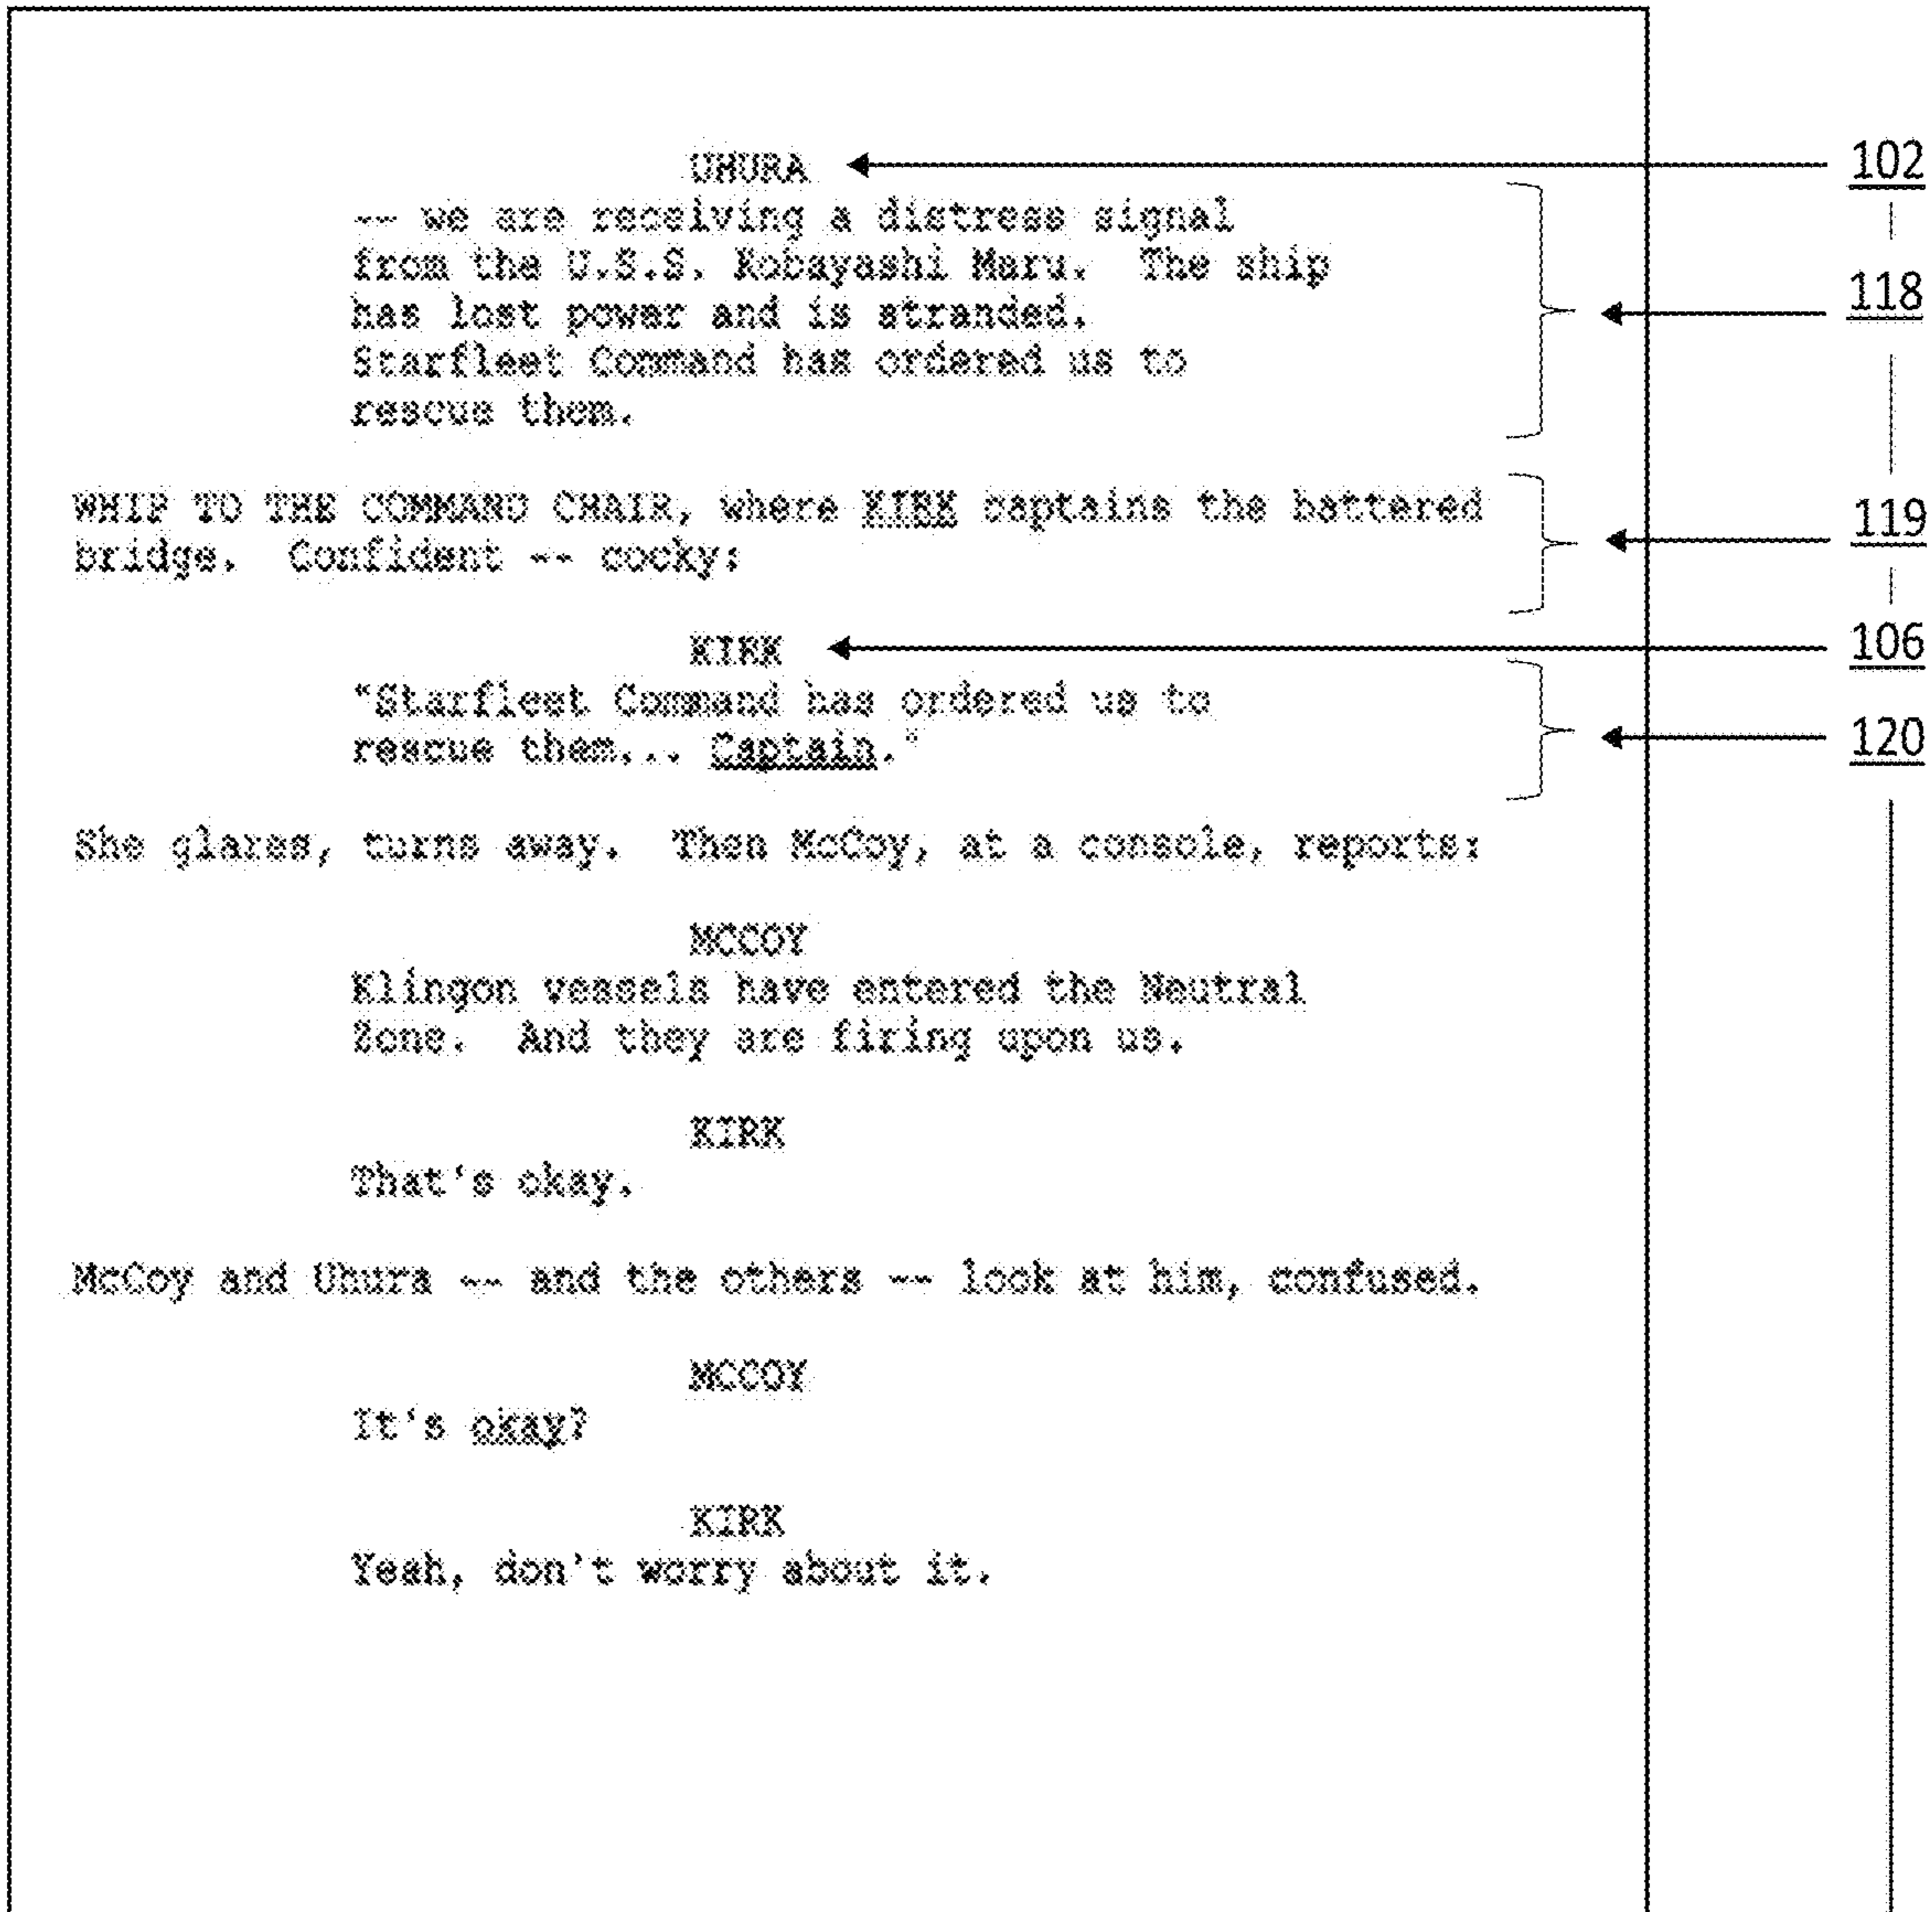 UHURA 102
-- we are receiving a distress signal
from the U.S.S. Kobayashi Maru.  The ship
has lost power and is stranded. 118
Starfleet Command has ordered us to
rescue them.
WHIP TO THE COMMAND CHAIR, where KIRK captains the battered 119
bridge.  Confident -- cocky:
KIRK 106
"Starfleet Command has ordered us to
rescue them... Captain." 120
She glares, turns away.  Then McCoy, at a console, reports:
MCCOY
Klingon vessels have entered the Neutral
Zone.  And they are firing upon us.
KIRK
That's okay.
McCoy and Uhura -- and the others -- look at him, confused.
MCCOY
It's okay?
KIRK
Yeah, don't worry about it.